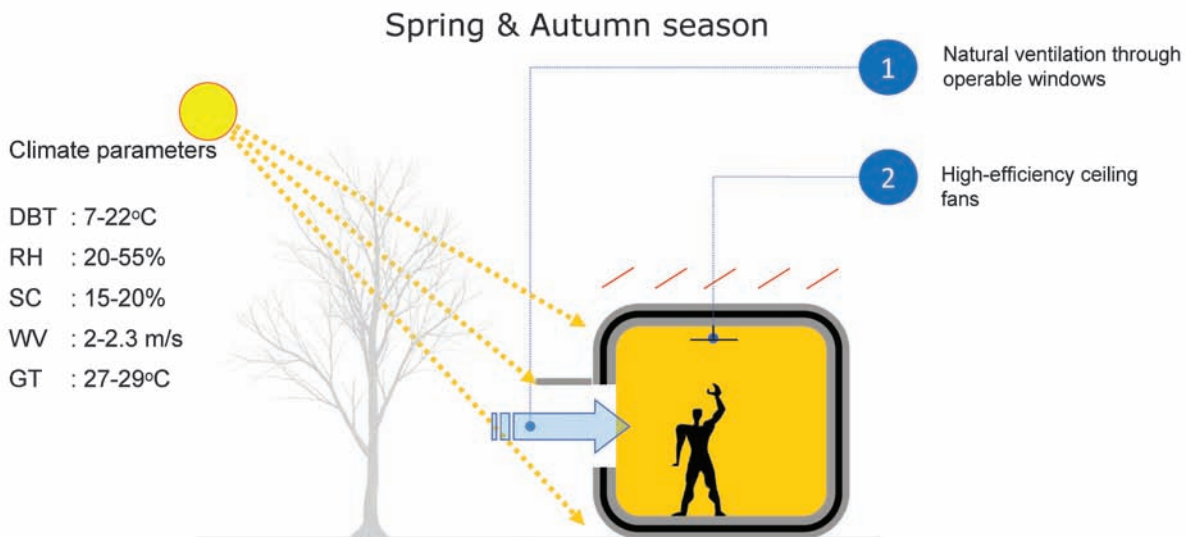 Spring & Autumn season
1
Natural ventilation through
operable windows
2
High-efficiency ceiling
fans
Climate parameters
DBT : 7-22ºC
RH : 20-55%
SC : 15-20%
WV : 2-2.3 m/s
GT : 27-29ºC